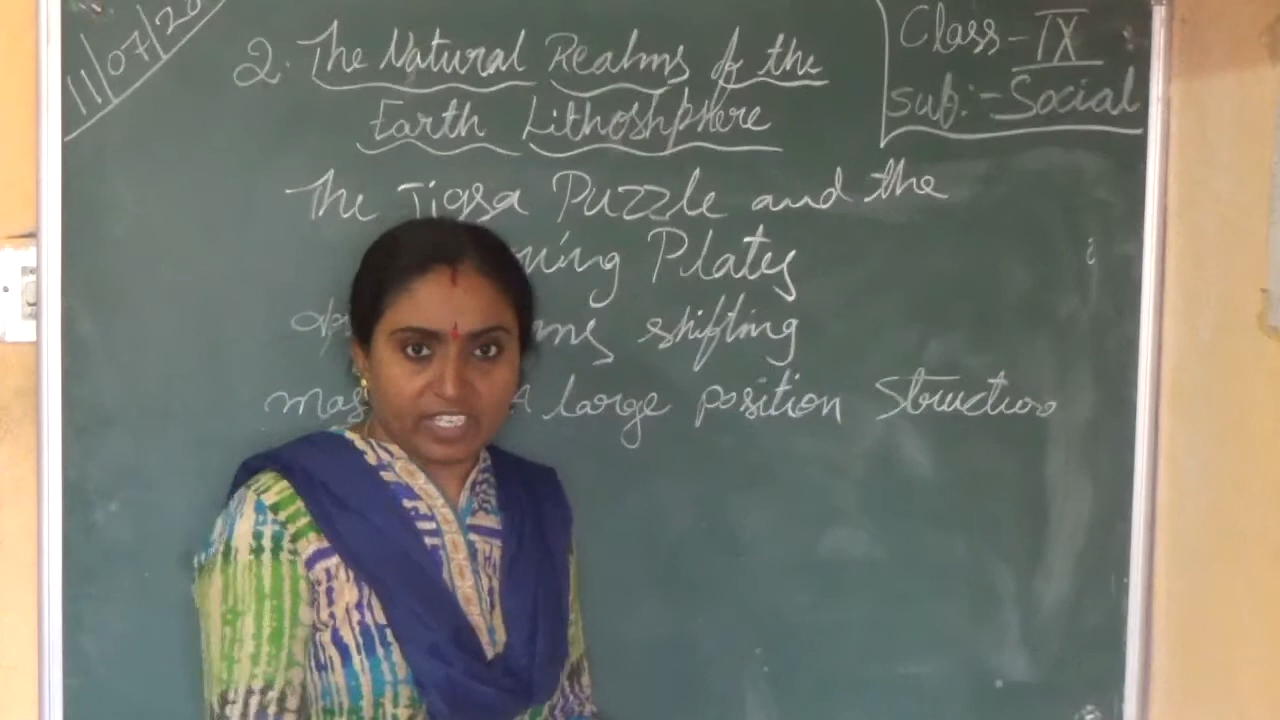 11/07/20
Class - IX
Sub:- Social
2. The Natural Realms of the
Earth Lithoshphere
The Jigsa Puzzle and the
Plates
shifting
A large position Structure